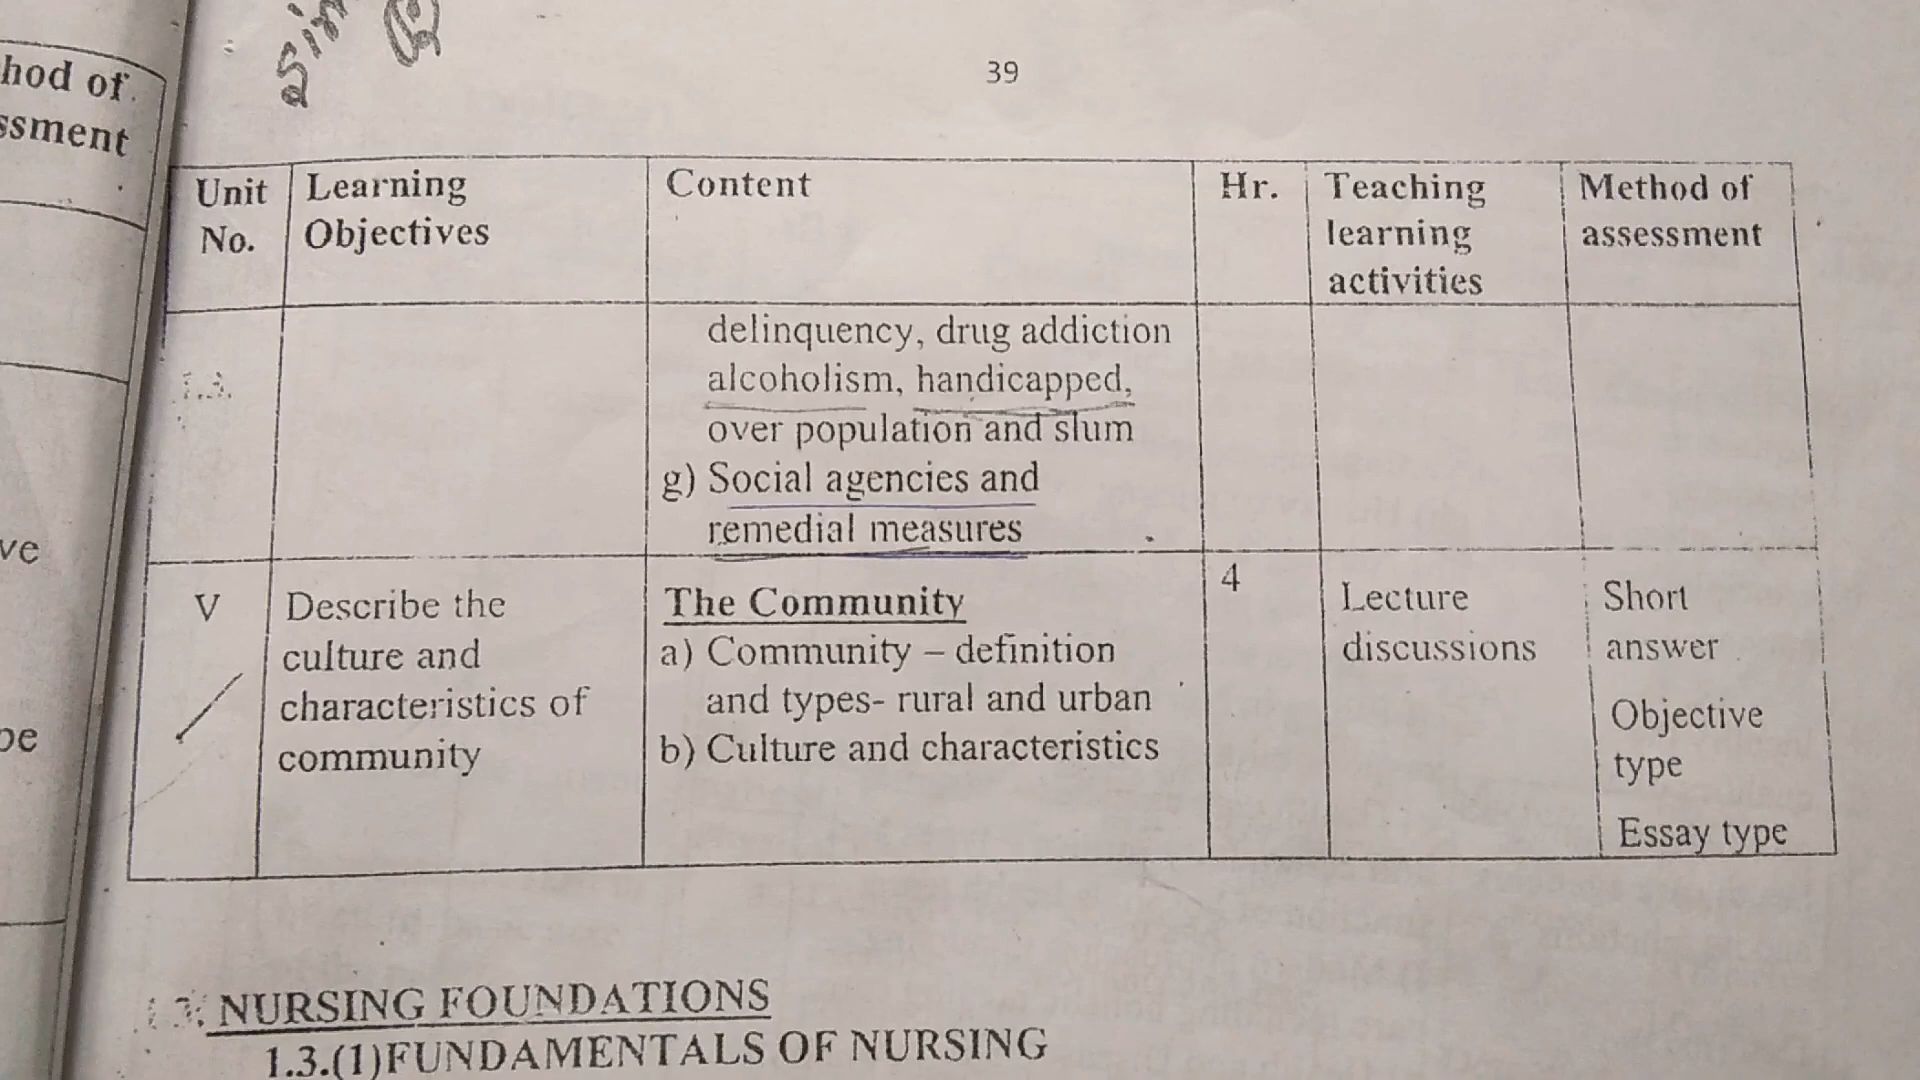 hod of
ssment
ve
pe
39
Unit No.
Learning Objectives
Content
Hr.
Teaching learning activities
Method of assessment
delinquency, drug addiction
alcoholism, handicapped,
over population and slum
g) Social agencies and
remedial measures
V
Describe the
culture and
characteristics of
community
The Community
a) Community – definition
and types- rural and urban
b) Culture and characteristics
4
Lecture
discussions
Short
answer
Objective
type
Essay type
NURSING FOUNDATIONS
1.3.(1)FUNDAMENTALS OF NURSING